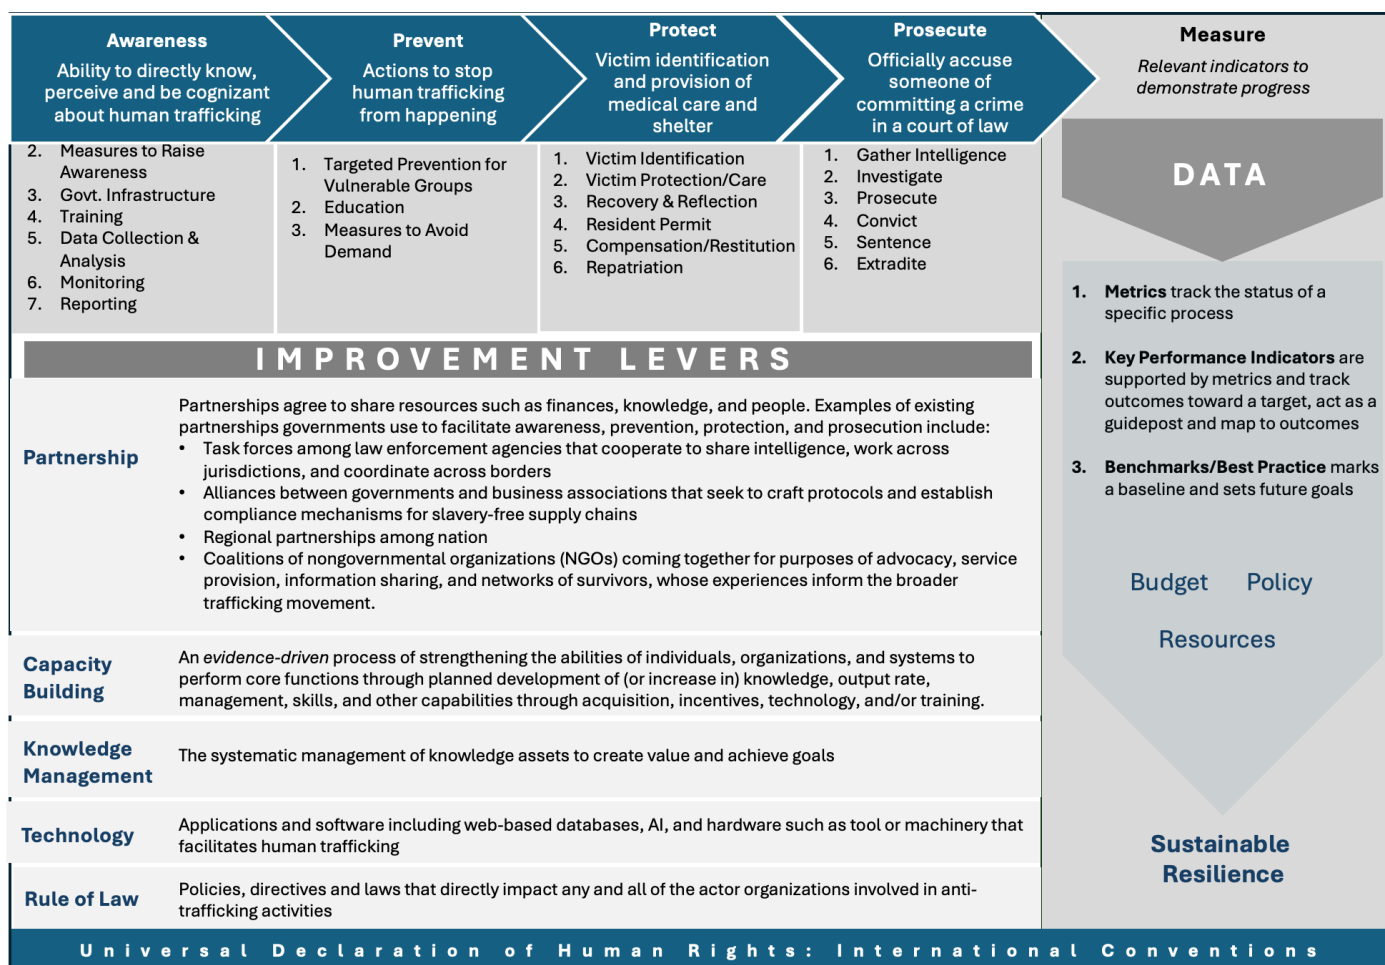 Awareness
Ability to directly know,
perceive and be cognizant
about human trafficking
Prevent
Actions to stop
human trafficking
from happening
Protect
Victim identification
and provision of
medical care and
shelter
Prosecute
Officially accuse
someone of
committing a crime
in a court of law
Measure
Relevant indicators to
demonstrate progress
2. Measures to Raise
Awareness
3. Govt. Infrastructure
4. Training
5. Data Collection &
Analysis
6. Monitoring
7. Reporting
1. Targeted Prevention for
Vulnerable Groups
2. Education
3. Measures to Avoid
Demand
1. Victim Identification
2. Victim Protection/Care
3. Recovery & Reflection
4. Resident Permit
5. Compensation/Restitution
6. Repatriation
1. Gather Intelligence
2. Investigate
3. Prosecute
4. Convict
5. Sentence
6. Extradite
DATA
1. Metrics track the status of a
specific process
2. Key Performance Indicators are
supported by metrics and track
outcomes toward a target, act as a
guidepost and map to outcomes
3. Benchmarks/Best Practice marks
a baseline and sets future goals
Budget Policy
Resources
Sustainable
Resilience
IMPROVEMENT LEVERS
Partnership
Partnerships agree to share resources such as finances, knowledge, and people. Examples of existing
partnerships governments use to facilitate awareness, prevention, protection, and prosecution include:
• Task forces among law enforcement agencies that cooperate to share intelligence, work across
jurisdictions, and coordinate across borders
• Alliances between governments and business associations that seek to craft protocols and establish
compliance mechanisms for slavery-free supply chains
• Regional partnerships among nation
• Coalitions of nongovernmental organizations (NGOs) coming together for purposes of advocacy, service
provision, information sharing, and networks of survivors, whose experiences inform the broader
trafficking movement.
Capacity
Building
An evidence-driven process of strengthening the abilities of individuals, organizations, and systems to
perform core functions through planned development of (or increase in) knowledge, output rate,
management, skills, and other capabilities through acquisition, incentives, technology, and/or training.
Knowledge
Management
The systematic management of knowledge assets to create value and achieve goals
Technology
Applications and software including web-based databases, AI, and hardware such as tool or machinery that
facilitates human trafficking
Rule of Law
Policies, directives and laws that directly impact any and all of the actor organizations involved in anti-
trafficking activities
Universal Declaration of Human Rights: International Conventions